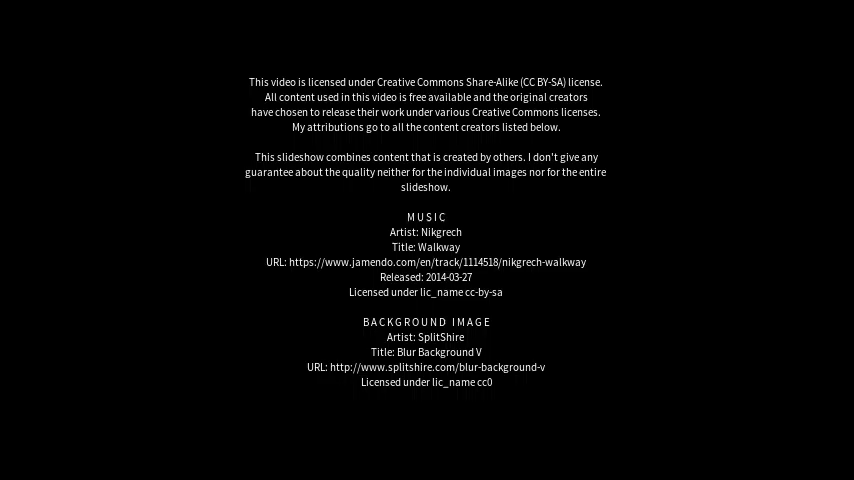 This video is licensed under Creative Commons Share-Alike (CC BY-SA) license.
All content used in this video is free available and the original creators
have chosen to release their work under various Creative Commons licenses.
My attributions go to all the content creators listed below.
This slideshow combines content that is created by others. I don't give any
guarantee about the quality neither for the individual images nor for the entire
slideshow.
MUSIC
Artist: Nikgrech
Title: Walkway
URL: https://www.jamendo.com/en/track/1114518/nikgrech-walkway
Released: 2014-03-27
Licensed under lic_name cc-by-sa
BACKGROUND IMAGE
Artist: SplitShire
Title: Blur Background V
URL: http://www.splitshire.com/blur-background-v
Licensed under lic_name cc0